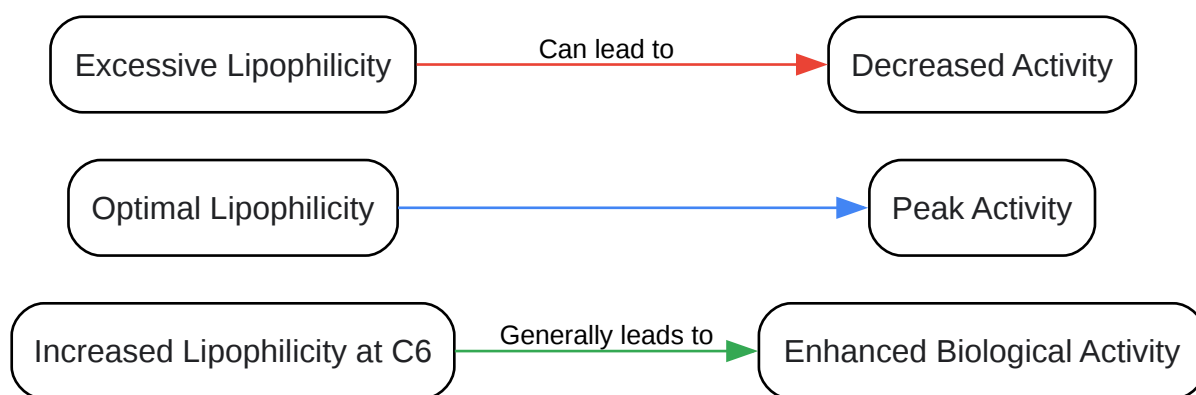 Excessive Lipophilicity
Can lead to
Decreased Activity
Optimal Lipophilicity
Peak Activity
Increased Lipophilicity at C6
Generally leads to
Enhanced Biological Activity